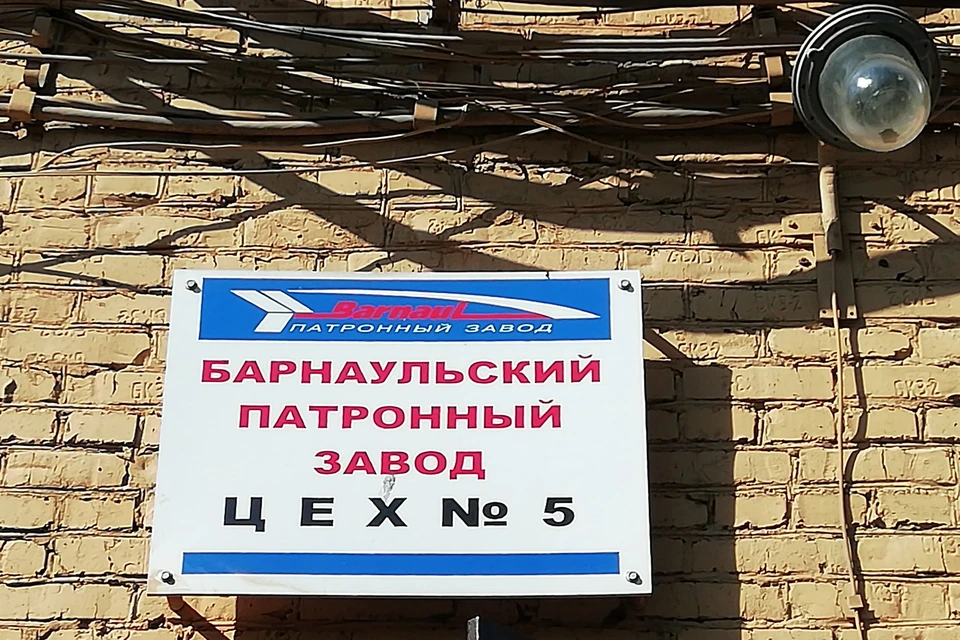 Barnaul
ПАТРОННЫЙ ЗАВОД
БАРНАУЛЬСКИЙ
ПАТРОННЫЙ
ЗАВОД
ЦЕХ № 5